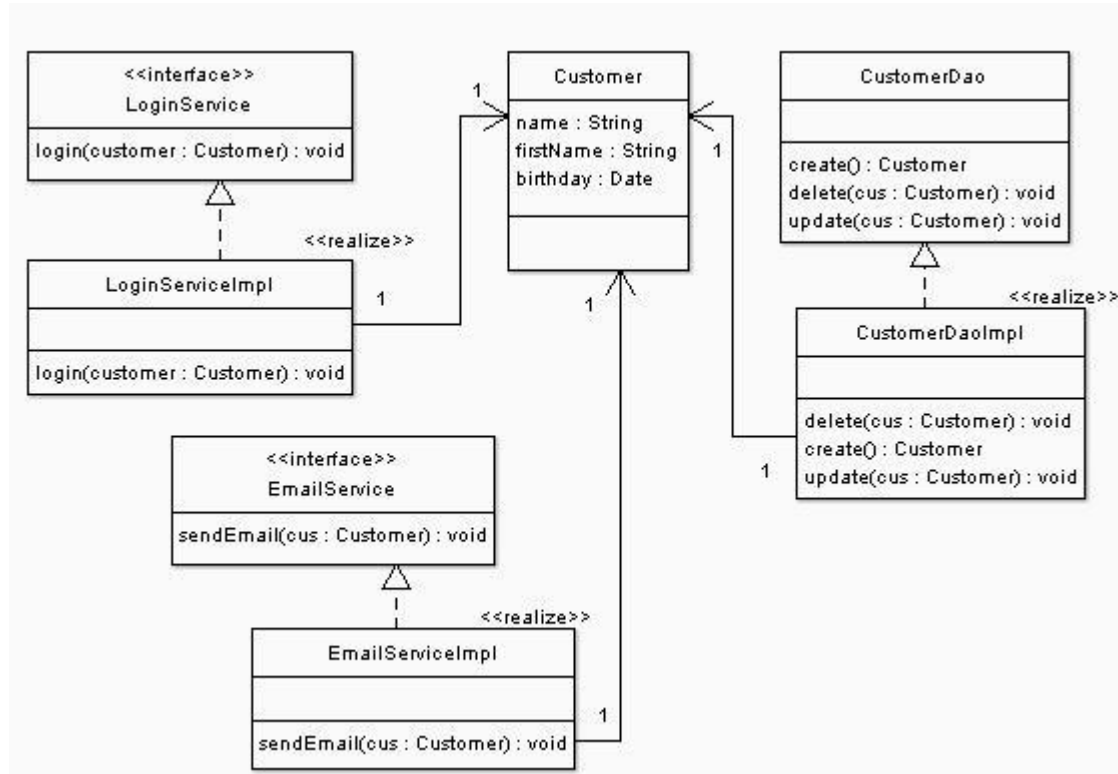 <<interface>>
LoginService
login(customer : Customer) : void
<<realize>>
LoginServiceImpl
login(customer : Customer) : void
1
1
Customer
name : String
firstName : String
birthday : Date
CustomerDao
create() : Customer
delete(cus : Customer) : void
update(cus : Customer) : void
<<realize>>
CustomerDaoImpl
delete(cus : Customer) : void
create() : Customer
update(cus : Customer) : void
1
1
<<interface>>
EmailService
sendEmail(cus : Customer) : void
<<realize>>
EmailServiceImpl
sendEmail(cus : Customer) : void
1
1